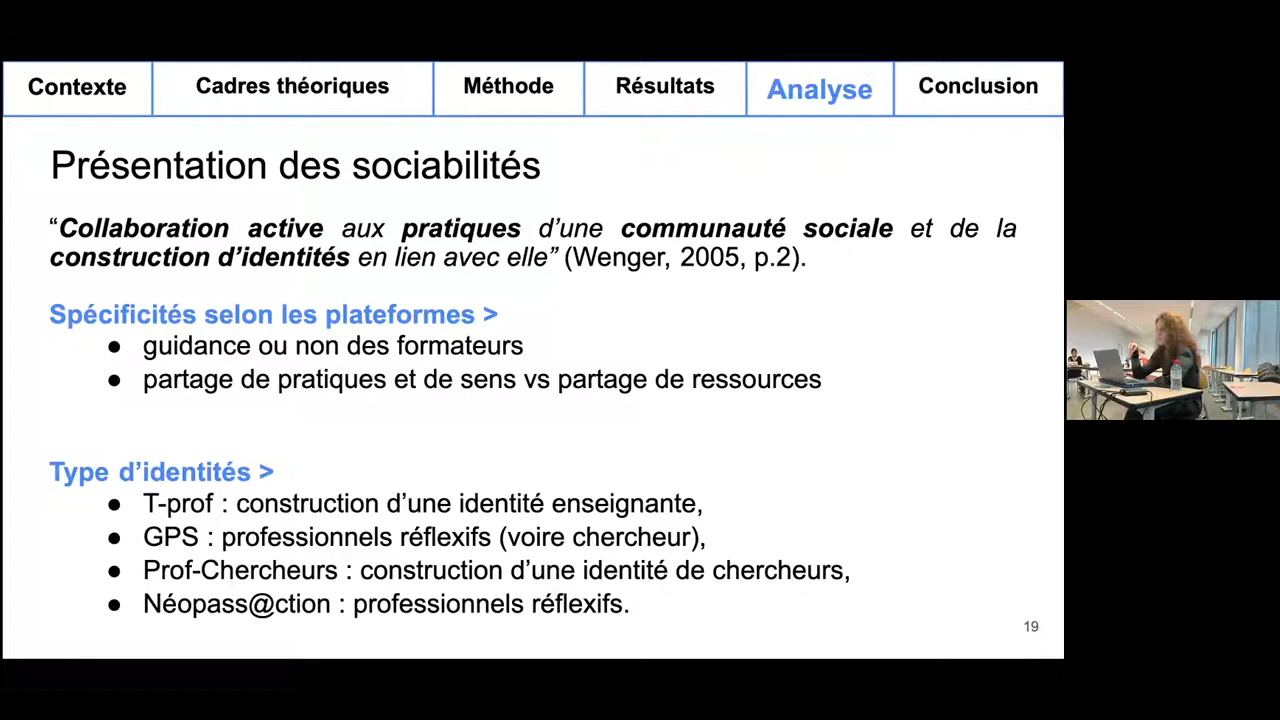 Contexte
Cadres théoriques
Méthode
Résultats
Analyse
Conclusion
Présentation des sociabilités
“Collaboration active aux pratiques d’une communauté sociale et de la
construction d’identités en lien avec elle” (Wenger, 2005, p.2).
Spécificités selon les plateformes >
● guidance ou non des formateurs
● partage de pratiques et de sens vs partage de ressources
Type d’identités >
● T-prof : construction d’une identité enseignante,
● GPS : professionnels réflexifs (voire chercheur),
● Prof-Chercheurs : construction d’une identité de chercheurs,
● Néopass@ction : professionnels réflexifs.
19